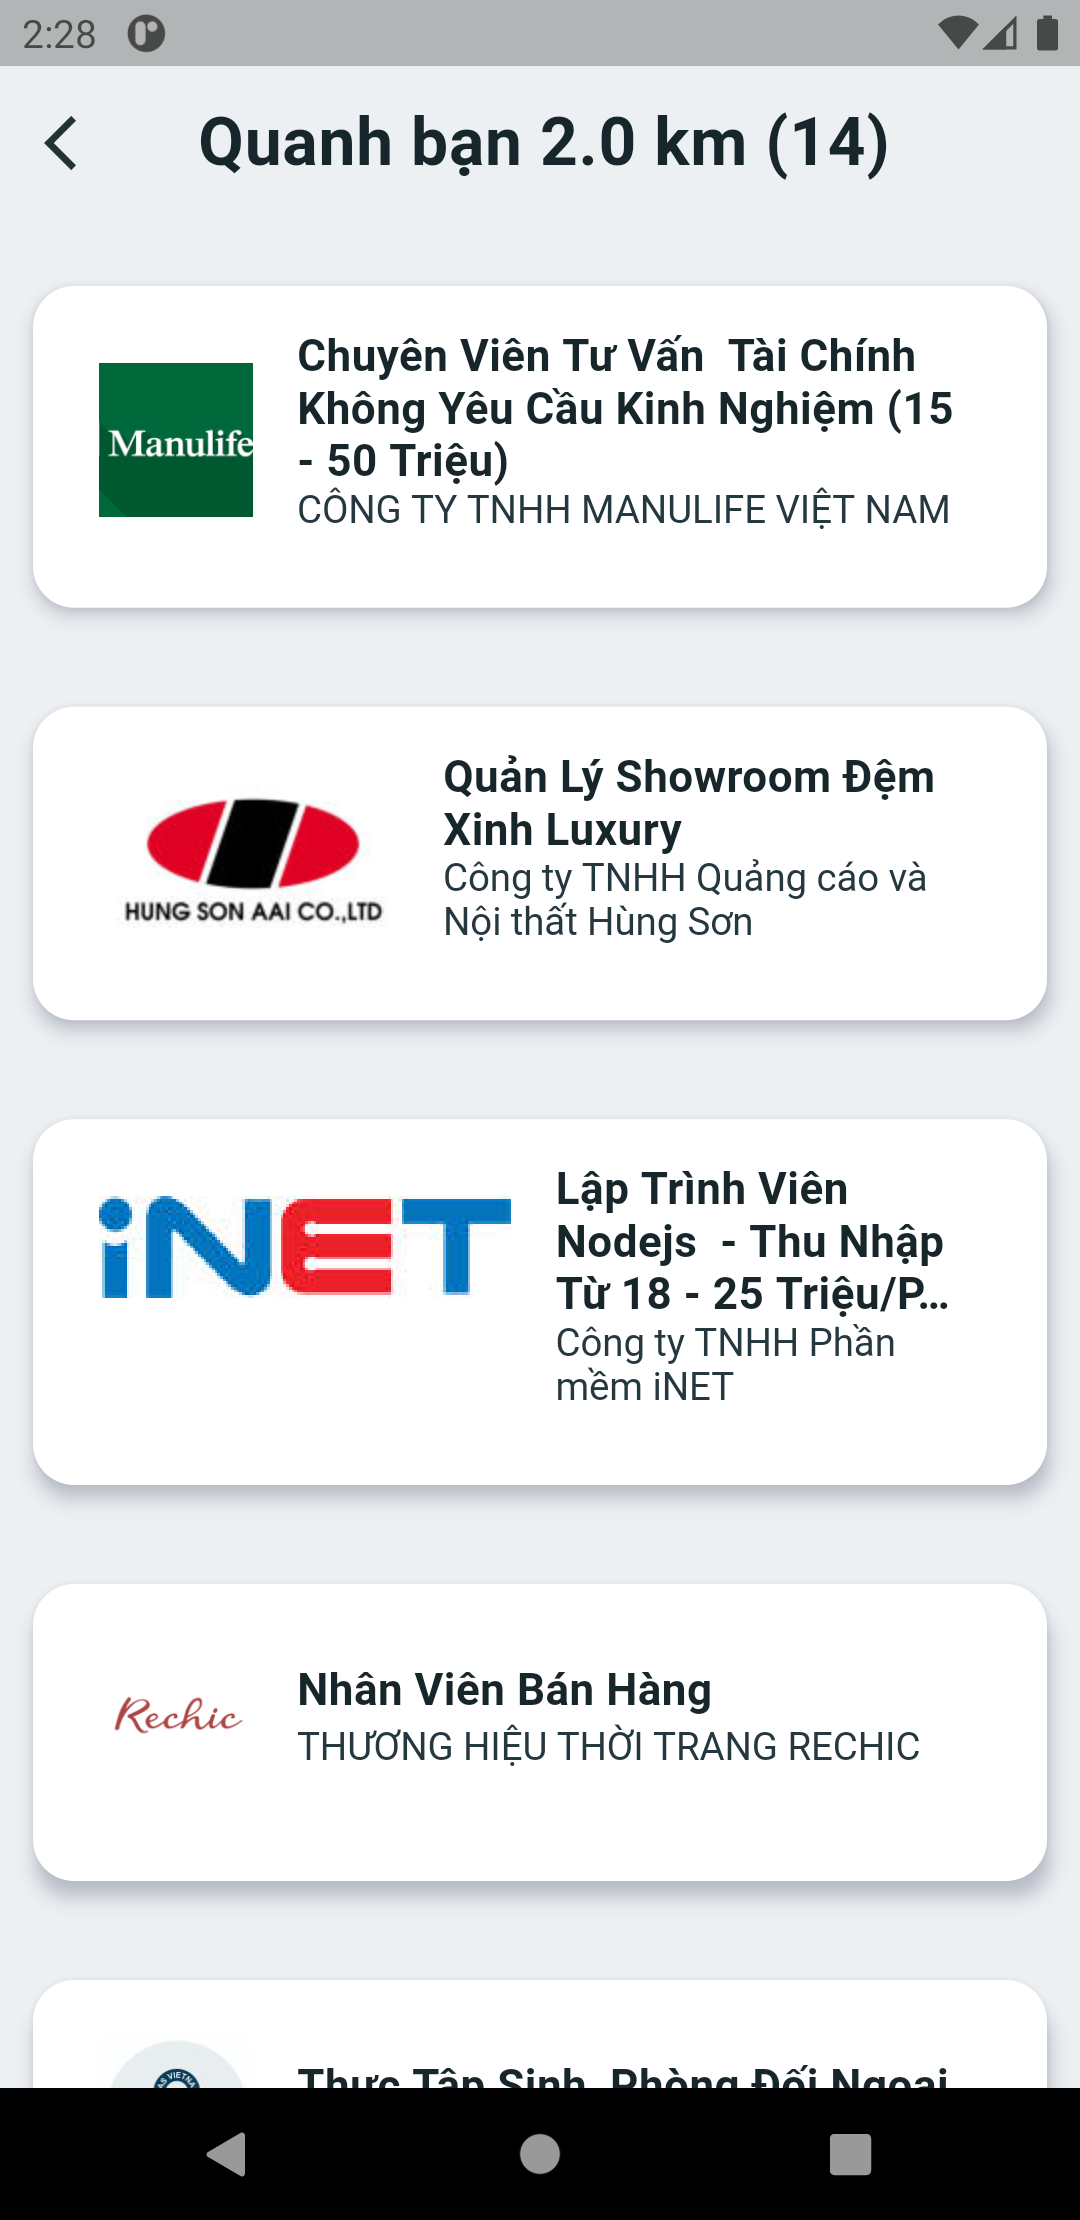 2:28
Quanh bạn 2.0 km (14)
Manulife
Chuyên Viên Tư Vấn  Tài Chính
Không Yêu Cầu Kinh Nghiệm (15
- 50 Triệu)
CÔNG TY TNHH MANULIFE VIỆT NAM
HUNG SON AAI CO.,LTD
Quản Lý Showroom Đệm
Xinh Luxury
Công ty TNHH Quảng cáo và
Nội thất Hùng Sơn
iNET
Lập Trình Viên
Nodejs  - Thu Nhập
Từ 18 - 25 Triệu/P…
Công ty TNHH Phần
mềm iNET
Rechic
Nhân Viên Bán Hàng
THƯƠNG HIỆU THỜI TRANG RECHIC
Thực Tập Sinh  Phòng Đối Ngoại